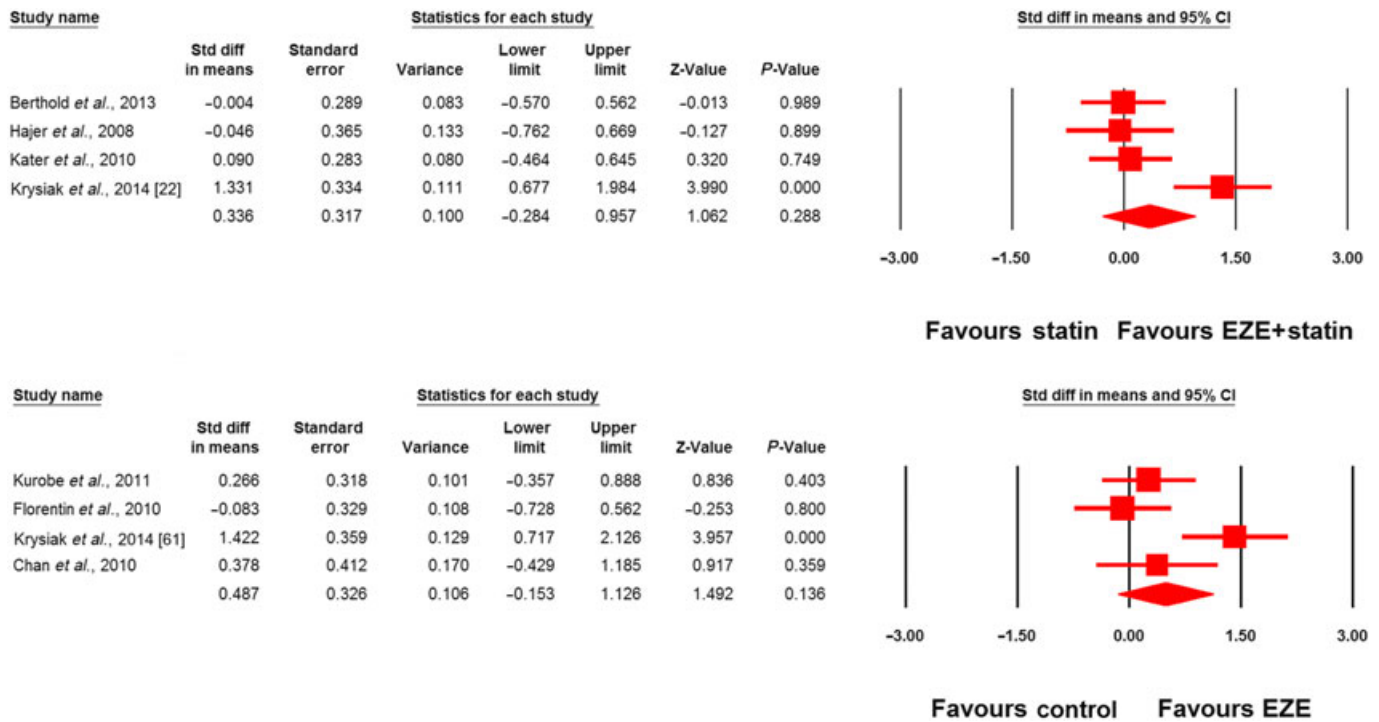 Study name Statistics for each study Std diff in means and 95% CI
Std diff Standard Lower Upper
in means error Variance limit limit Z-Value P-Value
Berthold et al., 2013 −0.004 0.289 0.083 −0.570 0.562 −0.013 0.989
Hajer et al., 2008 −0.046 0.365 0.133 −0.762 0.669 −0.127 0.899
Kater et al., 2010 0.090 0.283 0.080 −0.464 0.645 0.320 0.749
Krysiak et al., 2014 [22] 1.331 0.334 0.111 0.677 1.984 3.990 0.000
0.336 0.317 0.100 −0.284 0.957 1.062 0.288
−3.00 −1.50 0.00 1.50 3.00
Favours statin Favours EZE+statin
Study name Statistics for each study Std diff in means and 95% CI
Std diff Standard Lower Upper
in means error Variance limit limit Z-Value P-Value
Kurobe et al., 2011 0.266 0.318 0.101 −0.357 0.888 0.836 0.403
Florentin et al., 2010 −0.083 0.329 0.108 −0.728 0.562 −0.253 0.800
Krysiak et al., 2014 [61] 1.422 0.359 0.129 0.717 2.126 3.957 0.000
Chan et al., 2010 0.378 0.412 0.170 −0.429 1.185 0.917 0.359
0.487 0.326 0.106 −0.153 1.126 1.492 0.136
−3.00 −1.50 0.00 1.50 3.00
Favours control Favours EZE